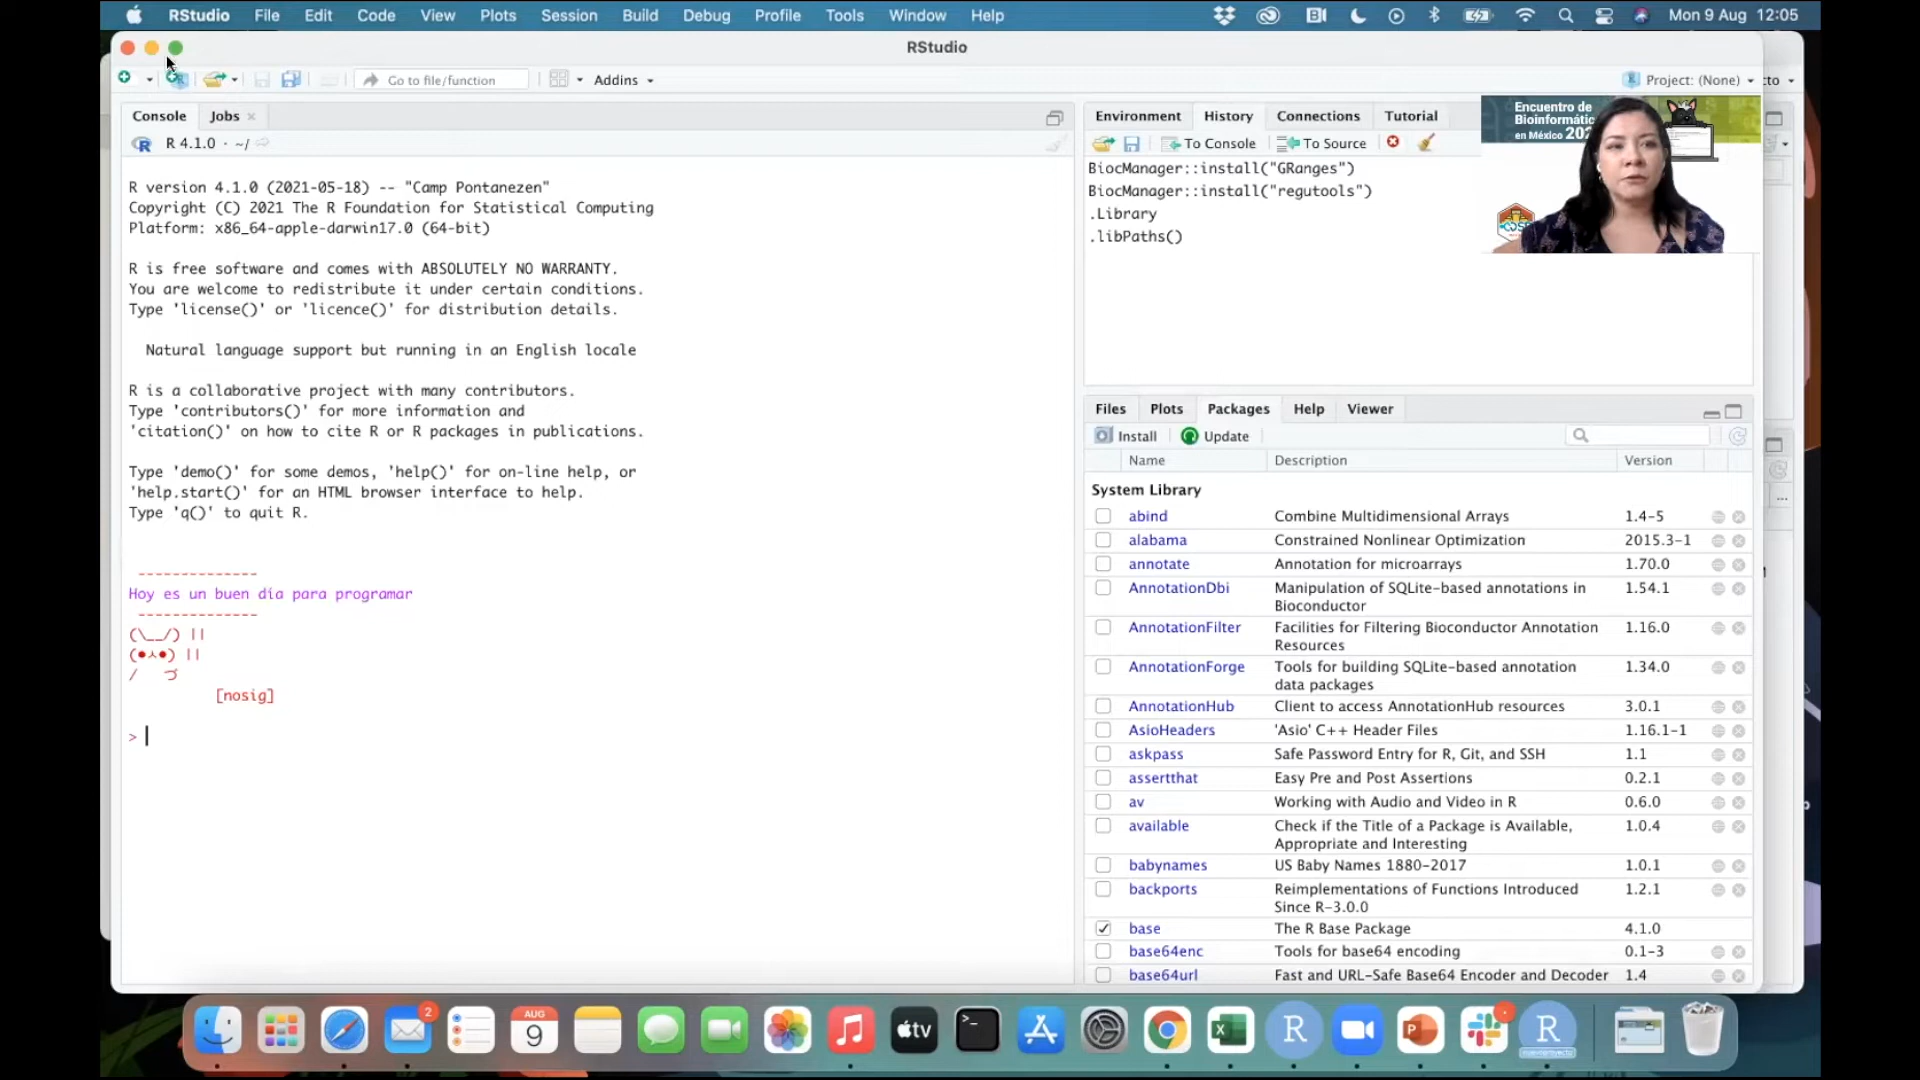 RStudio File Edit Code View Plots Session Build Debug Profile Tools Window Help Mon 9 Aug 12:05
RStudio
Go to file/function Addins Project: (None) cto
Console Jobs
R 4.1.0 · ~/
R version 4.1.0 (2021-05-18) -- "Camp Pontanezen"
Copyright (C) 2021 The R Foundation for Statistical Computing
Platform: x86_64-apple-darwin17.0 (64-bit)
R is free software and comes with ABSOLUTELY NO WARRANTY.
You are welcome to redistribute it under certain conditions.
Type 'license()' or 'licence()' for distribution details.
Natural language support but running in an English locale
R is a collaborative project with many contributors.
Type 'contributors()' for more information and
'citation()' on how to cite R or R packages in publications.
Type 'demo()' for some demos, 'help()' for on-line help, or
'help.start()' for an HTML browser interface to help.
Type 'q()' to quit R.
--------------
Hoy es un buen día para programar
--------------
(\__/) ||
(•ㅅ•) ||
/ 　 づ
[nosig]
>
Environment History Connections Tutorial
To Console To Source
BiocManager::install("GRanges")
BiocManager::install("regutools")
.Library
.libPaths()
Encuentro de
Bioinformátic
en México 202
Files Plots Packages Help Viewer
Install Update
Name Description Version
System Library
abind Combine Multidimensional Arrays 1.4-5
alabama Constrained Nonlinear Optimization 2015.3-1
annotate Annotation for microarrays 1.70.0
AnnotationDbi Manipulation of SQLite-based annotations in 1.54.1
Bioconductor
AnnotationFilter Facilities for Filtering Bioconductor Annotation 1.16.0
Resources
AnnotationForge Tools for building SQLite-based annotation 1.34.0
data packages
AnnotationHub Client to access AnnotationHub resources 3.0.1
AsioHeaders 'Asio' C++ Header Files 1.16.1-1
askpass Safe Password Entry for R, Git, and SSH 1.1
assertthat Easy Pre and Post Assertions 0.2.1
av Working with Audio and Video in R 0.6.0
available Check if the Title of a Package is Available, 1.0.4
Appropriate and Interesting
babynames US Baby Names 1880-2017 1.0.1
backports Reimplementations of Functions Introduced 1.2.1
Since R-3.0.0
base The R Base Package 4.1.0
base64enc Tools for base64 encoding 0.1-3
base64url Fast and URL-Safe Base64 Encoder and Decoder 1.4
2
AUG
9
tv
>_
R
P
R